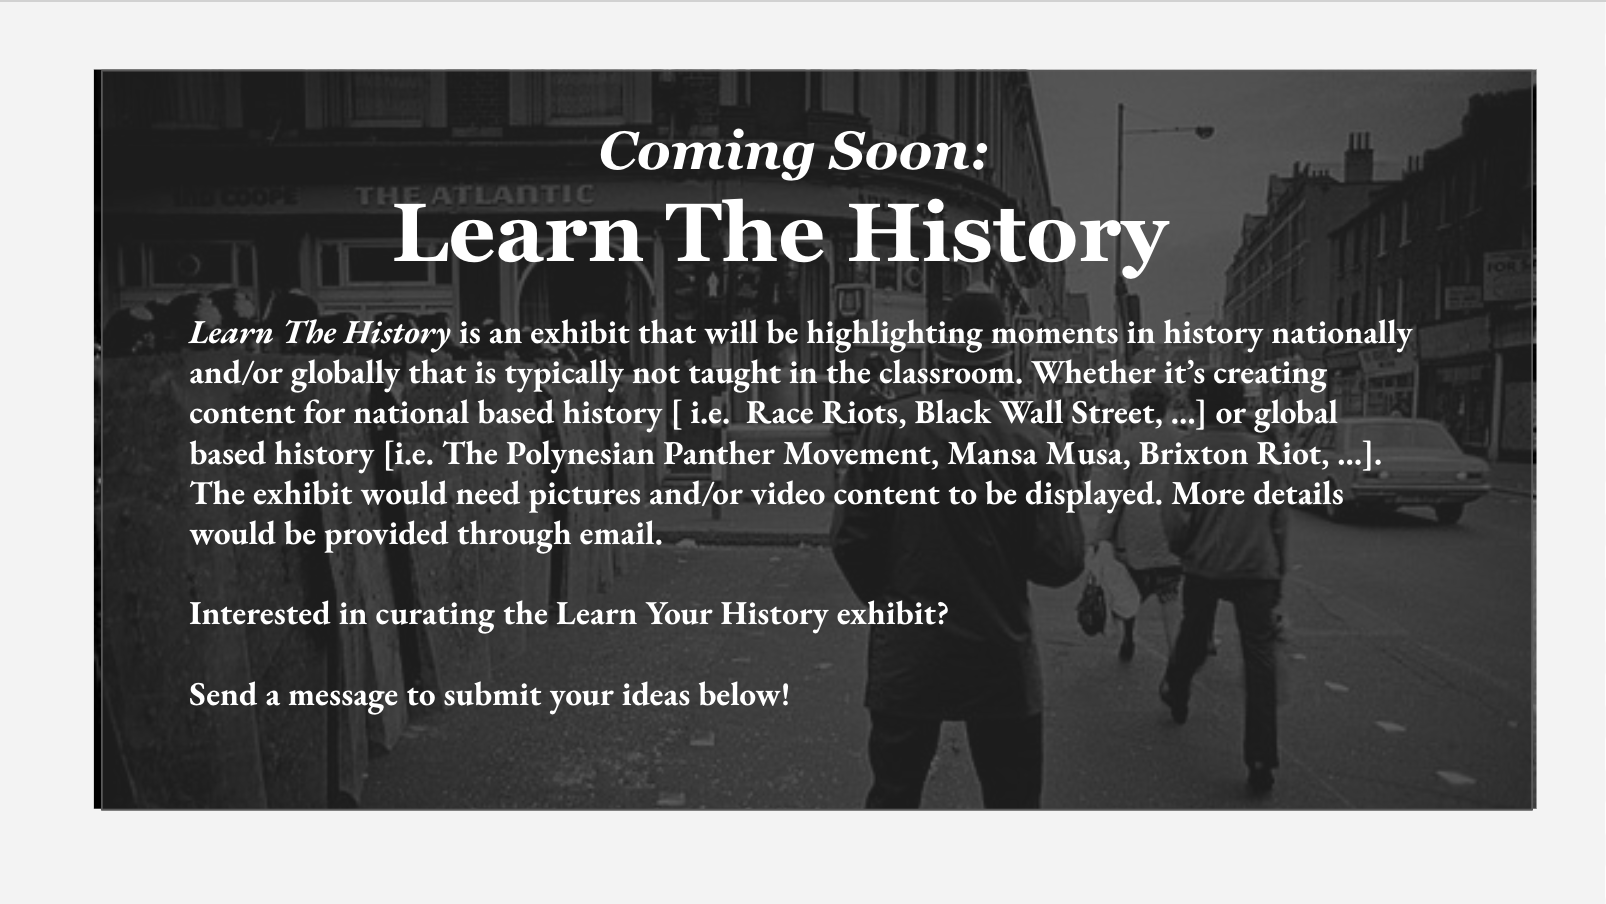 Coming Soon:
THE ATLANTIC
Learn The History
Learn The History is an exhibit that will be highlighting moments in history nationally
and/or globally that is typically not taught in the classroom. Whether it’s creating
content for national based history [ i.e.  Race Riots, Black Wall Street, ...] or global
based history [i.e. The Polynesian Panther Movement, Mansa Musa, Brixton Riot, ...].
The exhibit would need pictures and/or video content to be displayed. More details
would be provided through email.
Interested in curating the Learn Your History exhibit?
Send a message to submit your ideas below!